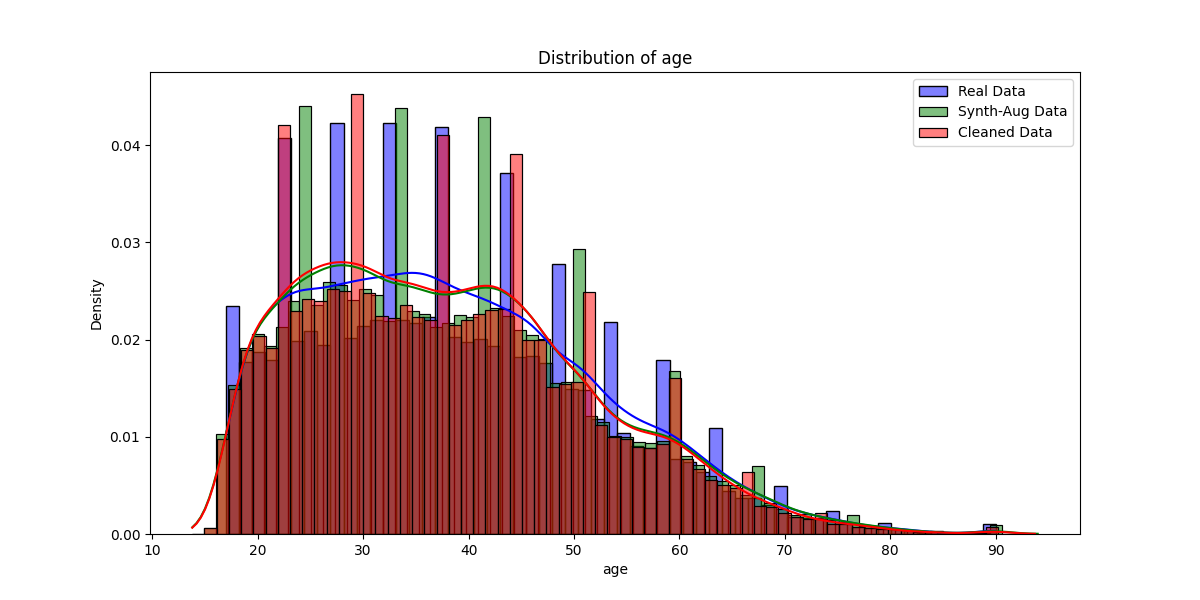 Distribution of age
Real Data
Synth-Aug Data
Cleaned Data
Density
0.04
0.03
0.02
0.01
0.00
10 20 30 40 50 60 70 80 90
age